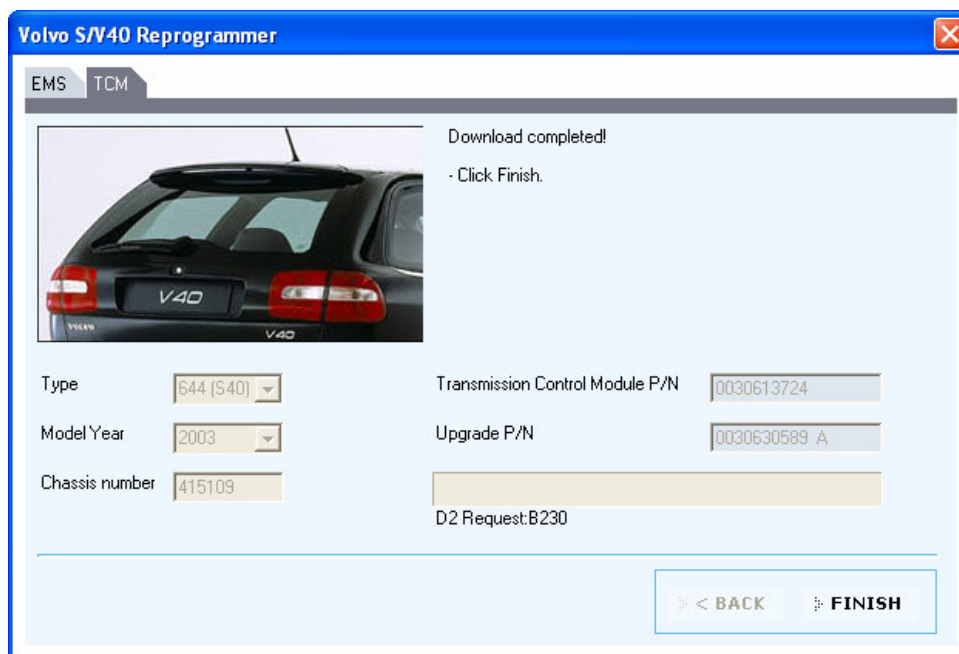 Volvo S/V40 Reprogrammer
EMS TCM
Download completed!
- Click Finish.
V40
VOLVO
V40
Type 644 (S40)
Transmission Control Module P/N 0030613724
Model Year 2003
Upgrade P/N 0030630589 A
Chassis number 415109
D2 Request:B230
< BACK FINISH